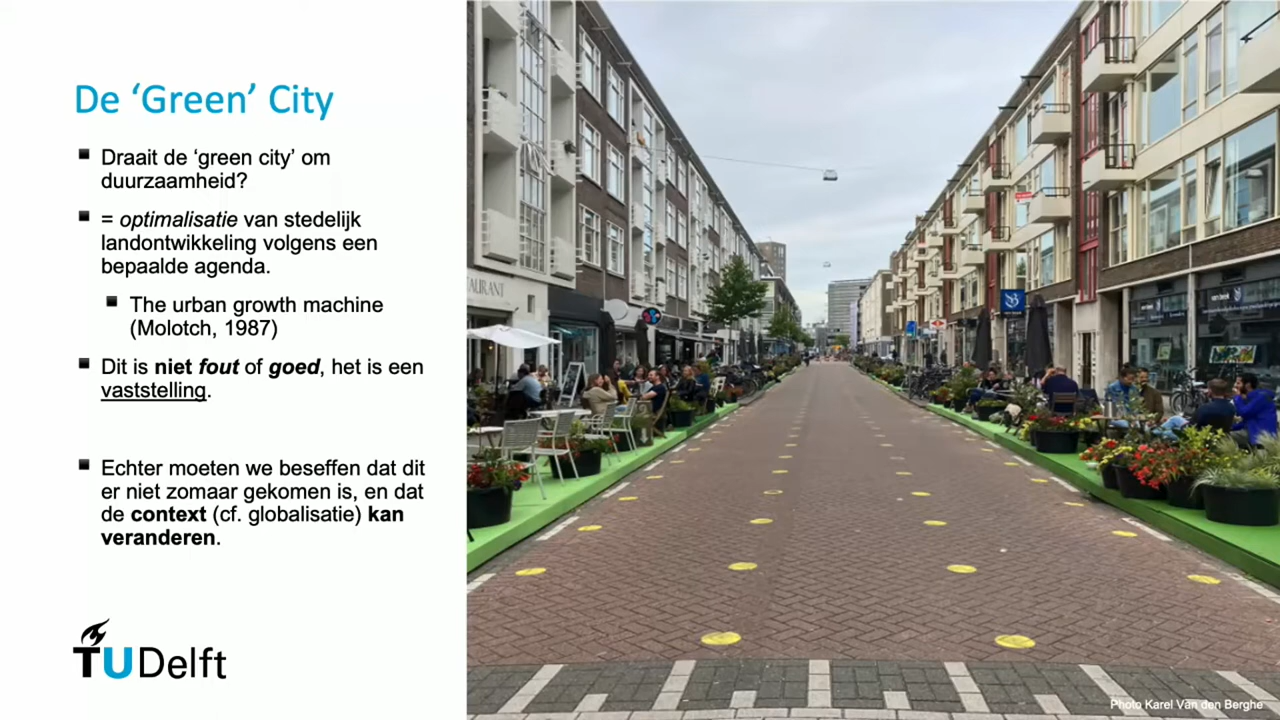 De ‘Green’ City
Draait de ‘green city’ om
duurzaamheid?
= optimalisatie van stedelijk
landontwikkeling volgens een
bepaalde agenda.
The urban growth machine
(Molotch, 1987)
Dit is niet fout of goed, het is een
vaststelling.
Echter moeten we beseffen dat dit
er niet zomaar gekomen is, en dat
de context (cf. globalisatie) kan
veranderen.
TU Delft
TAURANT
Photo Karel Van den Berghe